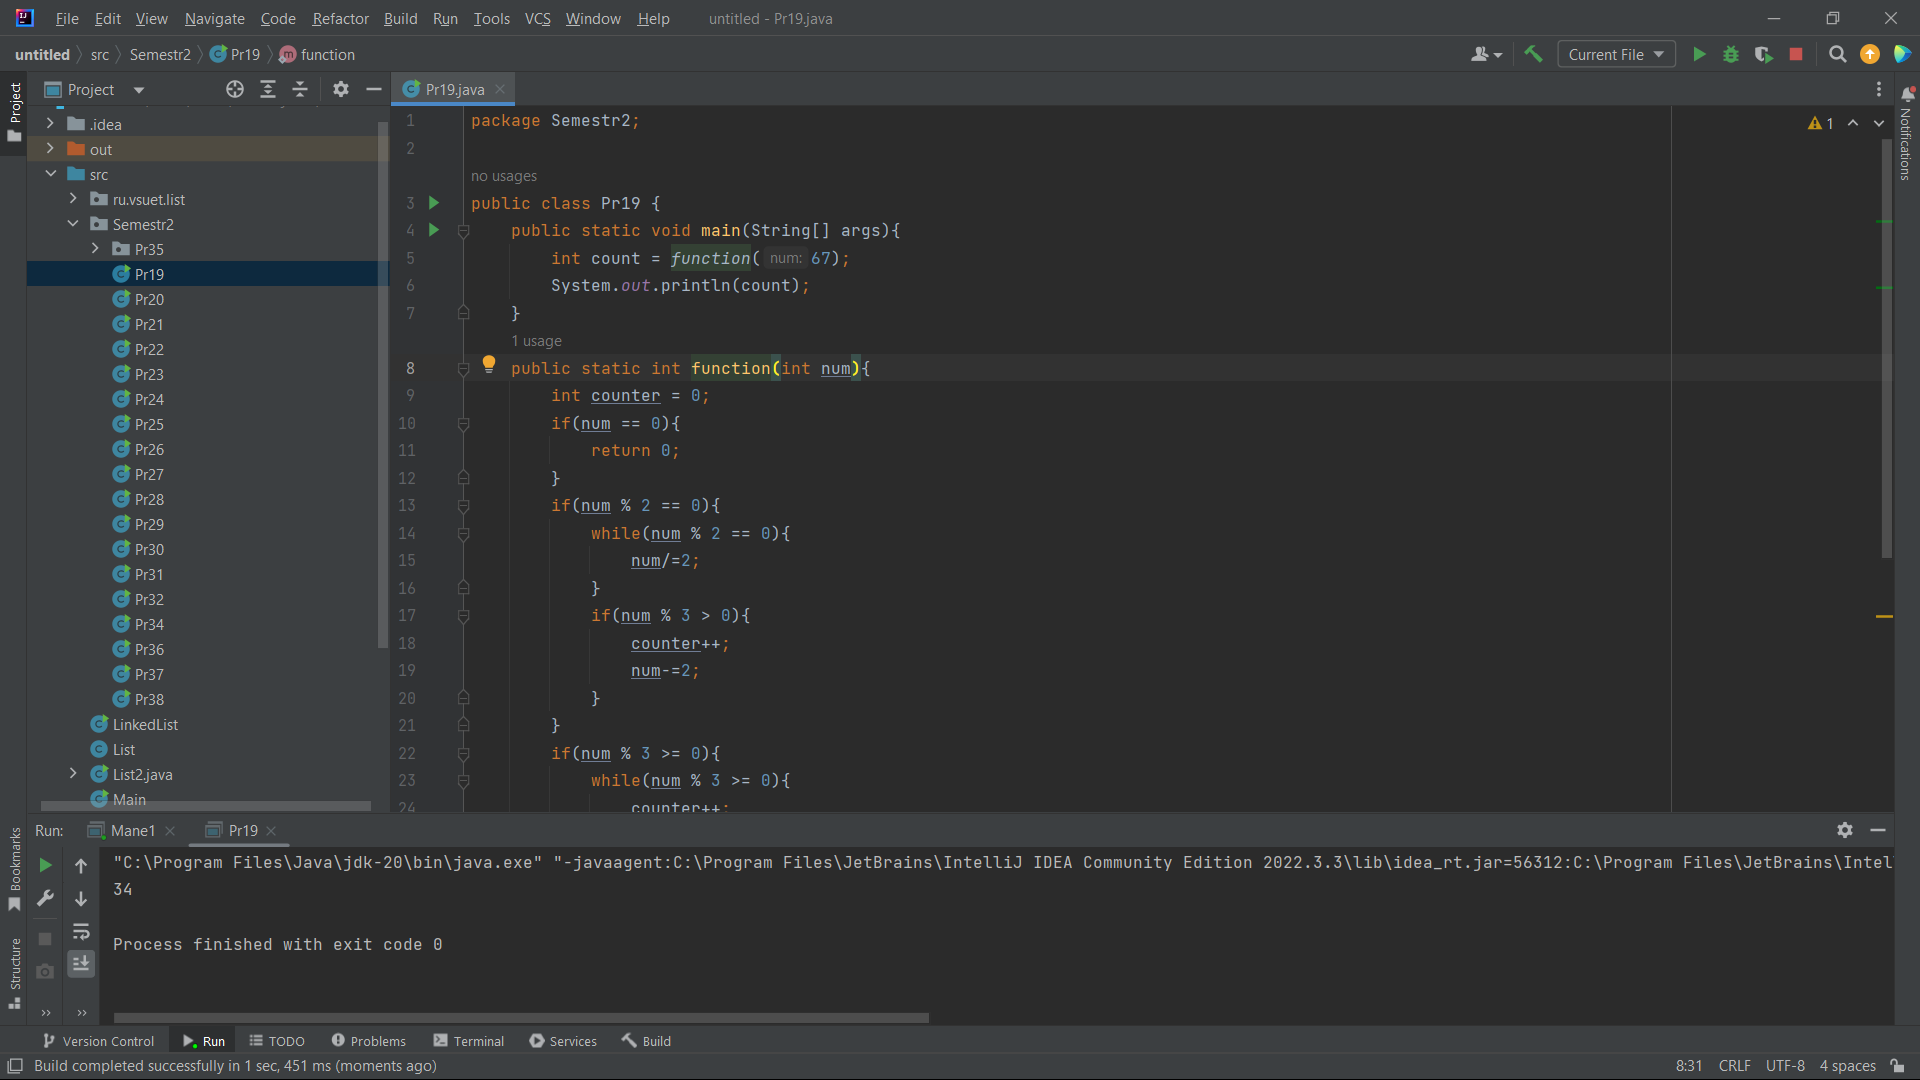 File Edit View Navigate Code Refactor Build Run Tools VCS Window Help untitled - Pr19.java
untitled src Semestr2 Pr19 function Current File
Project Pr19.java
Project
Notifications
.idea
out
src
ru.vsuet.list
Semestr2
Pr35
Pr19
Pr20
Pr21
Pr22
Pr23
Pr24
Pr25
Pr26
Pr27
Pr28
Pr29
Pr30
Pr31
Pr32
Pr34
Pr36
Pr37
Pr38
LinkedList
List
List2.java
Main
1 package Semestr2;
2
no usages
3 public class Pr19 {
4 public static void main(String[] args){
5 int count = function( num: 67);
6 System.out.println(count);
7 }
1 usage
8 public static int function(int num){
9 int counter = 0;
10 if(num == 0){
11 return 0;
12 }
13 if(num % 2 == 0){
14 while(num % 2 == 0){
15 num/=2;
16 }
17 if(num % 3 > 0){
18 counter++;
19 num-=2;
20 }
21 }
22 if(num % 3 >= 0){
23 while(num % 3 >= 0){
24 counter++;
1
Run: Mane1 Pr19
"C:\Program Files\Java\jdk-20\bin\java.exe" "-javaagent:C:\Program Files\JetBrains\IntelliJ IDEA Community Edition 2022.3.3\lib\idea_rt.jar=56312:C:\Program Files\JetBrains\Intel
34
Process finished with exit code 0
Bookmarks
Structure
Version Control Run TODO Problems Terminal Services Build
Build completed successfully in 1 sec, 451 ms (moments ago) 8:31 CRLF UTF-8 4 spaces